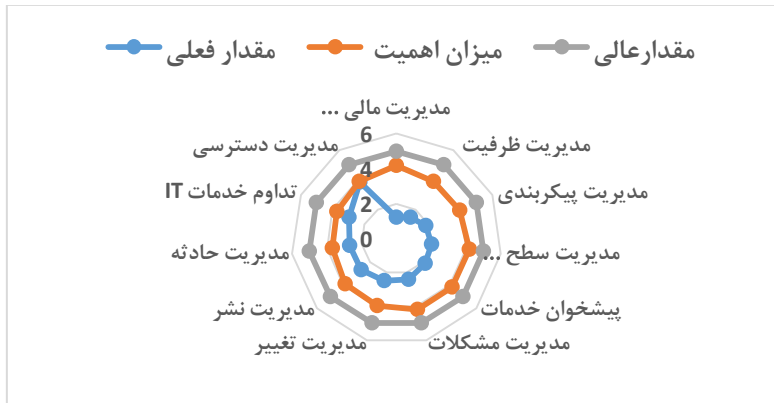 مقدار فعلی میزان اهمیت مقدارعالی
مدیریت مالی ...
مدیریت ظرفیت
مدیریت پیکربندی
مدیریت سطح ...
پیشخوان خدمات
مدیریت مشکلات
مدیریت تغییر
مدیریت نشر
مدیریت حادثه
تداوم خدمات IT
مدیریت دسترسی
6
4
2
0